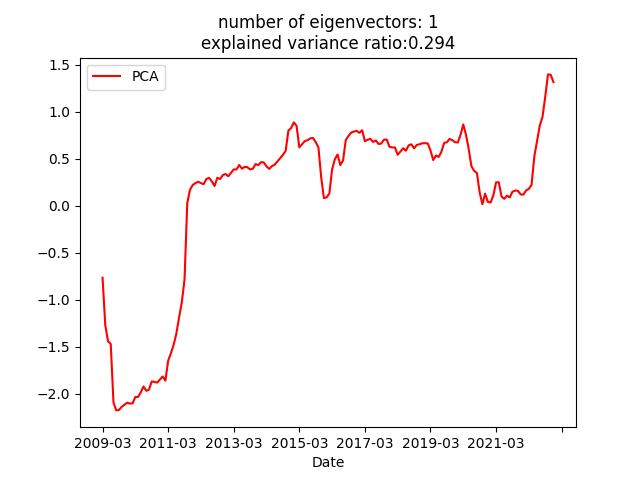 number of eigenvectors: 1
explained variance ratio:0.294
PCA
1.5
1.0
0.5
0.0
−0.5
−1.0
−1.5
−2.0
2009-03 2011-03 2013-03 2015-03 2017-03 2019-03 2021-03
Date